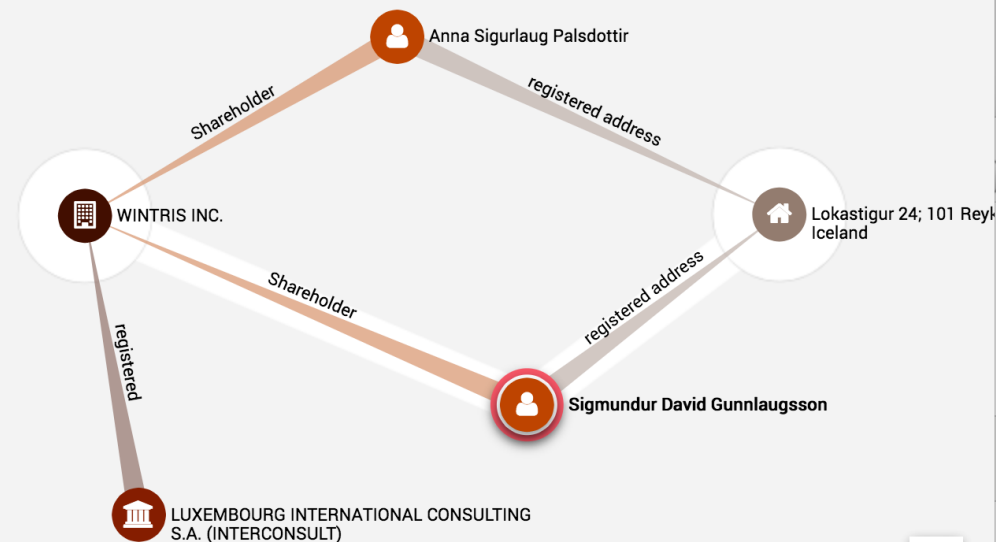 Anna Sigurlaug Palsdottir
Shareholder
registered address
WINTRIS INC.
Lokastigur 24; 101
Iceland
Shareholder
registered address
registered
Sigmundur David Gunnlaugsson
LUXEMBOURG INTERNATIONAL CONSULTING
S.A. (INTERCONSULT)